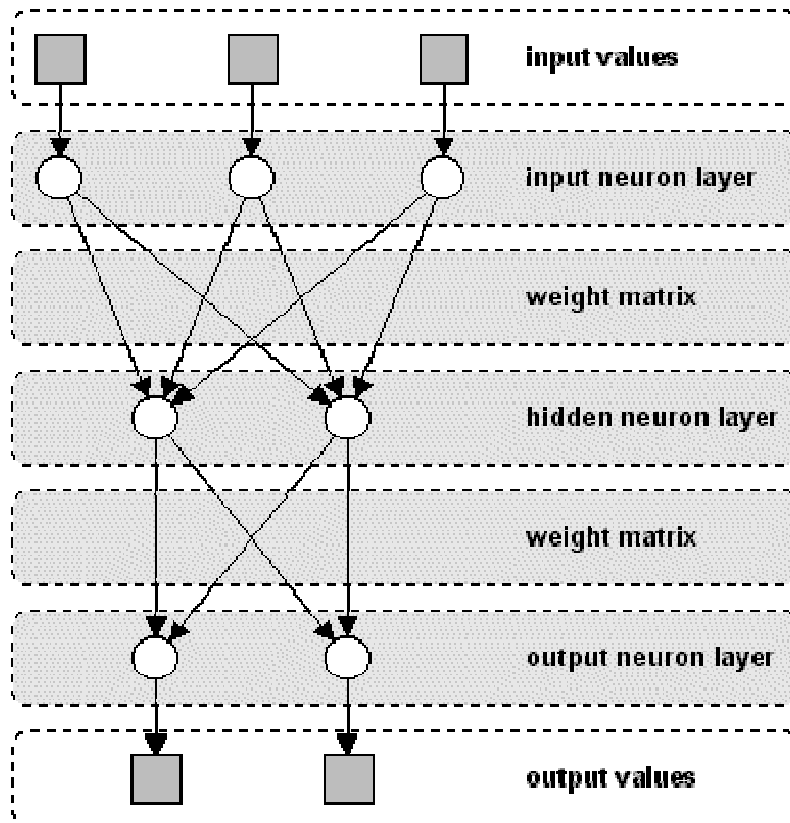 input values
input neuron layer
weight matrix
hidden neuron layer
weight matrix
output neuron layer
output values